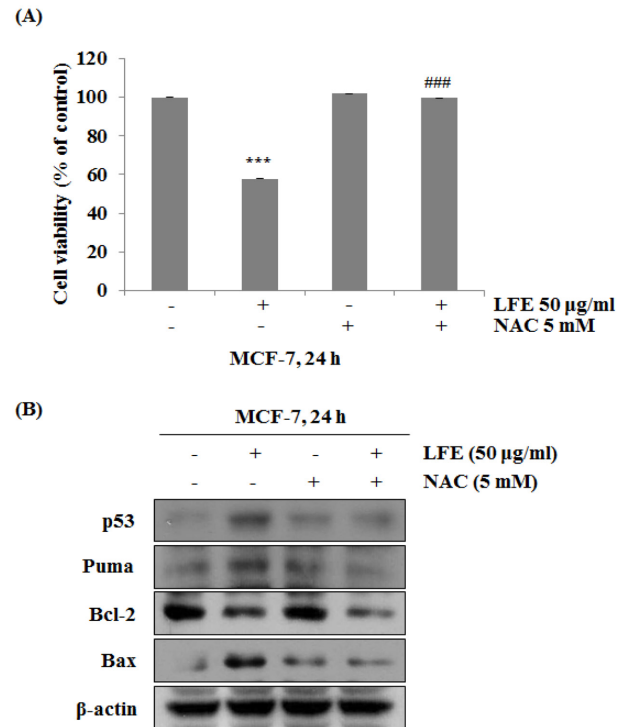 (A)
120
100
80
60
40
20
0
Cell viability (% of control)
***
###
- + - + LFE 50 µg/ml
- - + + NAC 5 mM
MCF-7, 24 h
(B)
MCF-7, 24 h
- + - + LFE (50 µg/ml)
- - + + NAC (5 mM)
p53
Puma
Bcl-2
Bax
β-actin